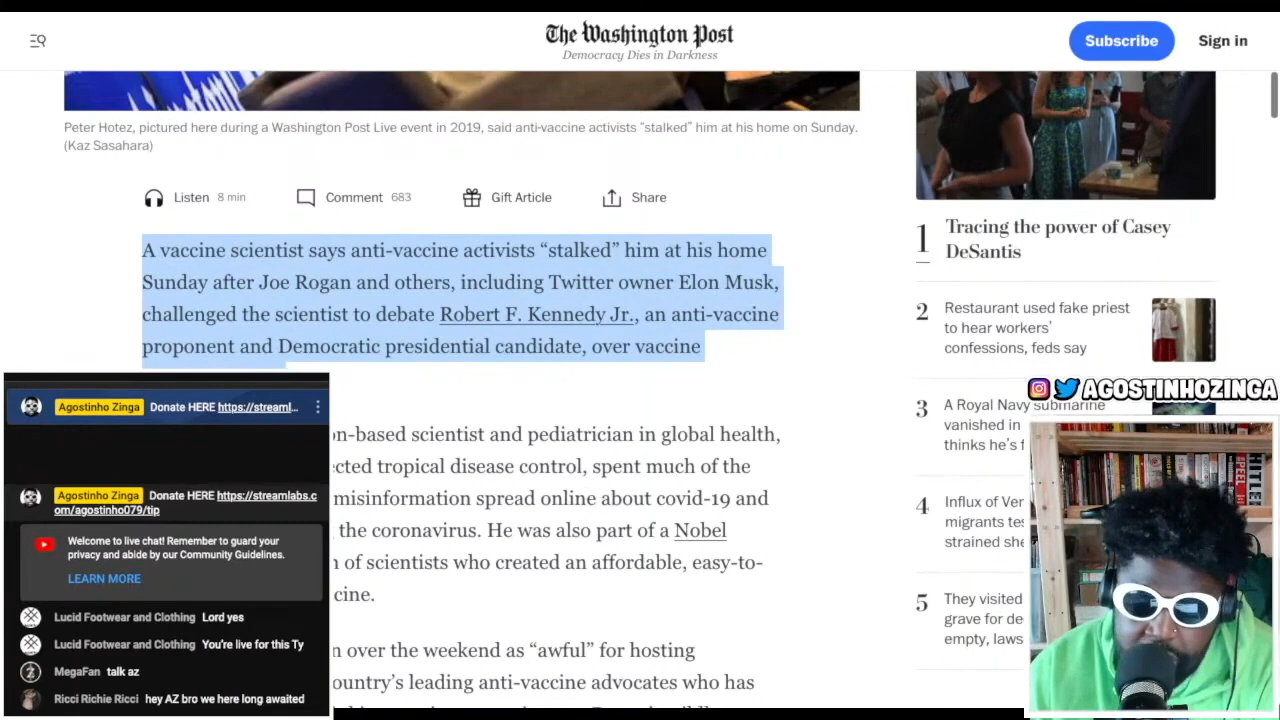 The Washington Post
Democracy Dies in Darkness
Subscribe
Sign in
Peter Hotez, pictured here during a Washington Post Live event in 2019, said anti-vaccine activists "stalked" him at his home on Sunday.
(Kaz Sasahara)
Listen 8 min
Comment 683
Gift Article
Share
A vaccine scientist says anti-vaccine activists “stalked” him at his home
Sunday after Joe Rogan and others, including Twitter owner Elon Musk,
challenged the scientist to debate Robert F. Kennedy Jr., an anti-vaccine
proponent and Democratic presidential candidate, over vaccine
on-based scientist and pediatrician in global health,
ected tropical disease control, spent much of the
misinformation spread online about covid-19 and
the coronavirus. He was also part of a Nobel
of scientists who created an affordable, easy-to-
cine.
over the weekend as “awful” for hosting
ountry’s leading anti-vaccine advocates who has
1 Tracing the power of Casey
DeSantis
2 Restaurant used fake priest
to hear workers’
confessions, feds say
3 A Royal Navy submarine
vanished in
thinks he’s
4 Influx of
migrants
strained
5 They visited
grave for
empty,
AGOSTINHOZINGA
HITLER
PEEL
Agostinho Zinga Donate HERE https://streaml...
Agostinho Zinga Donate HERE https://streamlabs.c
om/agostinho079/tip
Welcome to live chat! Remember to guard your
privacy and abide by our Community Guidelines.
LEARN MORE
Lucid Footwear and Clothing Lord yes
Lucid Footwear and Clothing You’re live for this Ty
MegaFan talk az
Ricci Richie Ricci hey AZ bro we here long awaited